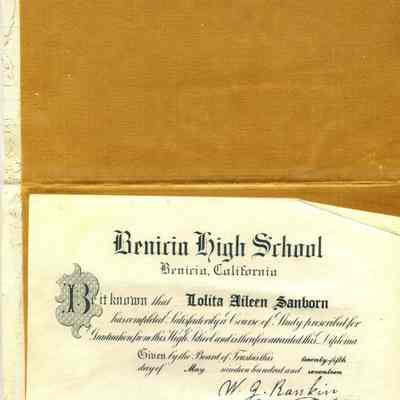 Benicia High School
Benicia, California
Be it known that Lolita Aileen Sanborn
has completed Satisfactorily a Course of Study prescribed for
Graduation from this High School and is therefore awarded this Diploma
Given by the Board of Trustees this twenty-fifth
day of May nineteen hundred and seventeen
W. G. Rankin